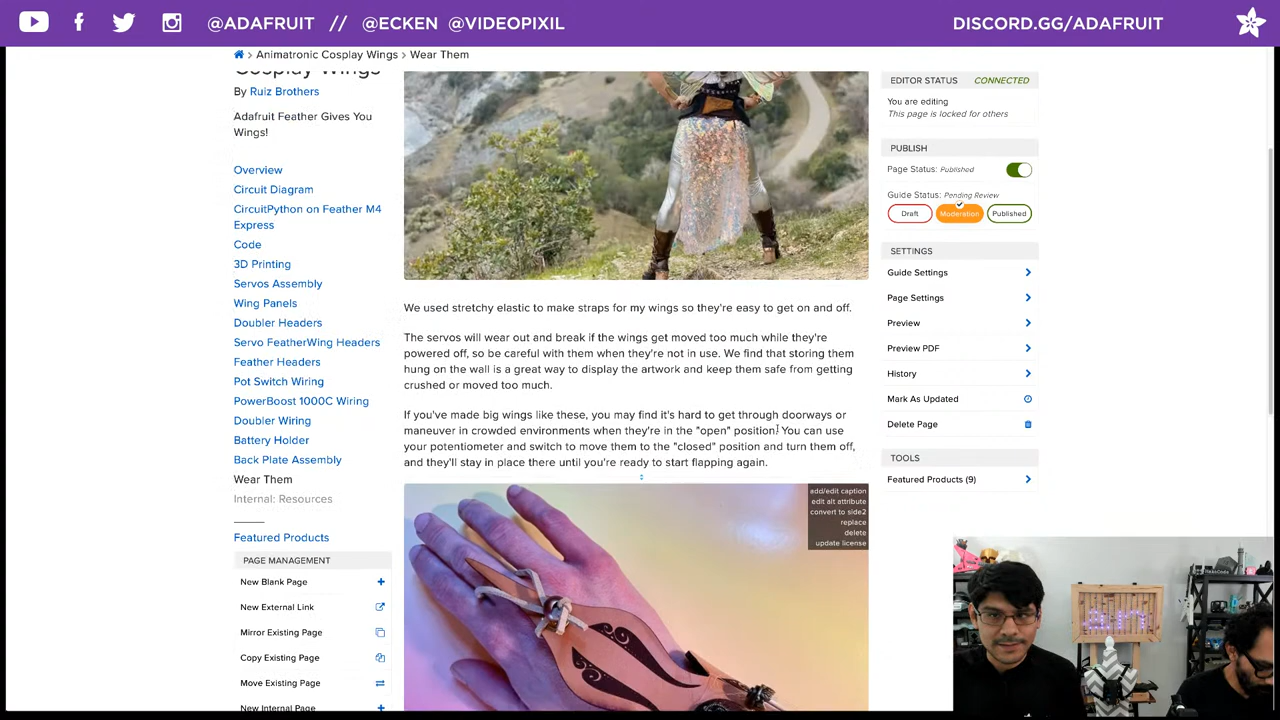 @ADAFRUIT // @ECKEN @VIDEOPIXIL
DISCORD.GG/ADAFRUIT
Animatronic Cosplay Wings > Wear Them
Cosplay Wings
By Ruiz Brothers
Adafruit Feather Gives You
Wings!
Overview
Circuit Diagram
CircuitPython on Feather M4
Express
Code
3D Printing
Servos Assembly
Wing Panels
Doubler Headers
Servo FeatherWing Headers
Feather Headers
Pot Switch Wiring
PowerBoost 1000C Wiring
Doubler Wiring
Battery Holder
Back Plate Assembly
Wear Them
Internal: Resources
Featured Products
PAGE MANAGEMENT
New Blank Page
New External Link
Mirror Existing Page
Copy Existing Page
Move Existing Page
New Internal Page
We used stretchy elastic to make straps for my wings so they're easy to get on and off.
The servos will wear out and break if the wings get moved too much while they're
powered off, so be careful with them when they're not in use. We find that storing them
hung on the wall is a great way to display the artwork and keep them safe from getting
crushed or moved too much.
If you've made big wings like these, you may find it's hard to get through doorways or
maneuver in crowded environments when they're in the "open" position. You can use
your potentiometer and switch to move them to the "closed" position and turn them off,
and they'll stay in place there until you're ready to start flapping again.
add/edit caption
edit alt attribute
convert to side2
replace
delete
update license
EDITOR STATUS CONNECTED
You are editing
This page is locked for others
PUBLISH
Page Status: Published
Guide Status: Pending Review
Draft
Moderation
Published
SETTINGS
Guide Settings
Page Settings
Preview
Preview PDF
History
Mark As Updated
Delete Page
TOOLS
Featured Products (9)